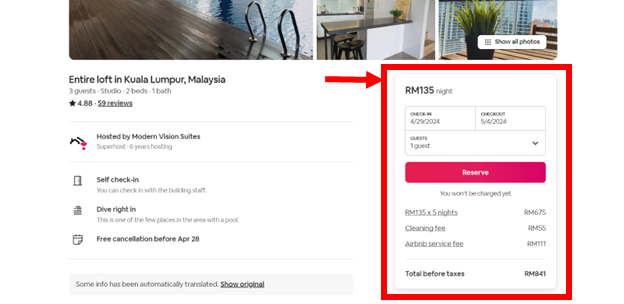 Show all photos
Entire loft in Kuala Lumpur, Malaysia
3 guests · Studio · 2 beds · 1 bath
★ 4.88 · 59 reviews
Hosted by Modern Vision Suites
Superhost · 6 years hosting
Self check-in
You can check in with the building staff.
Dive right in
This is one of the few places in the area with a pool.
Free cancellation before Apr 28
Some info has been automatically translated. Show original
RM135 night
CHECK-IN
4/29/2024
CHECKOUT
5/4/2024
GUESTS
1 guest
Reserve
You won't be charged yet
RM135 x 5 nights RM675
Cleaning fee RM55
Airbnb service fee RM111
Total before taxes RM841